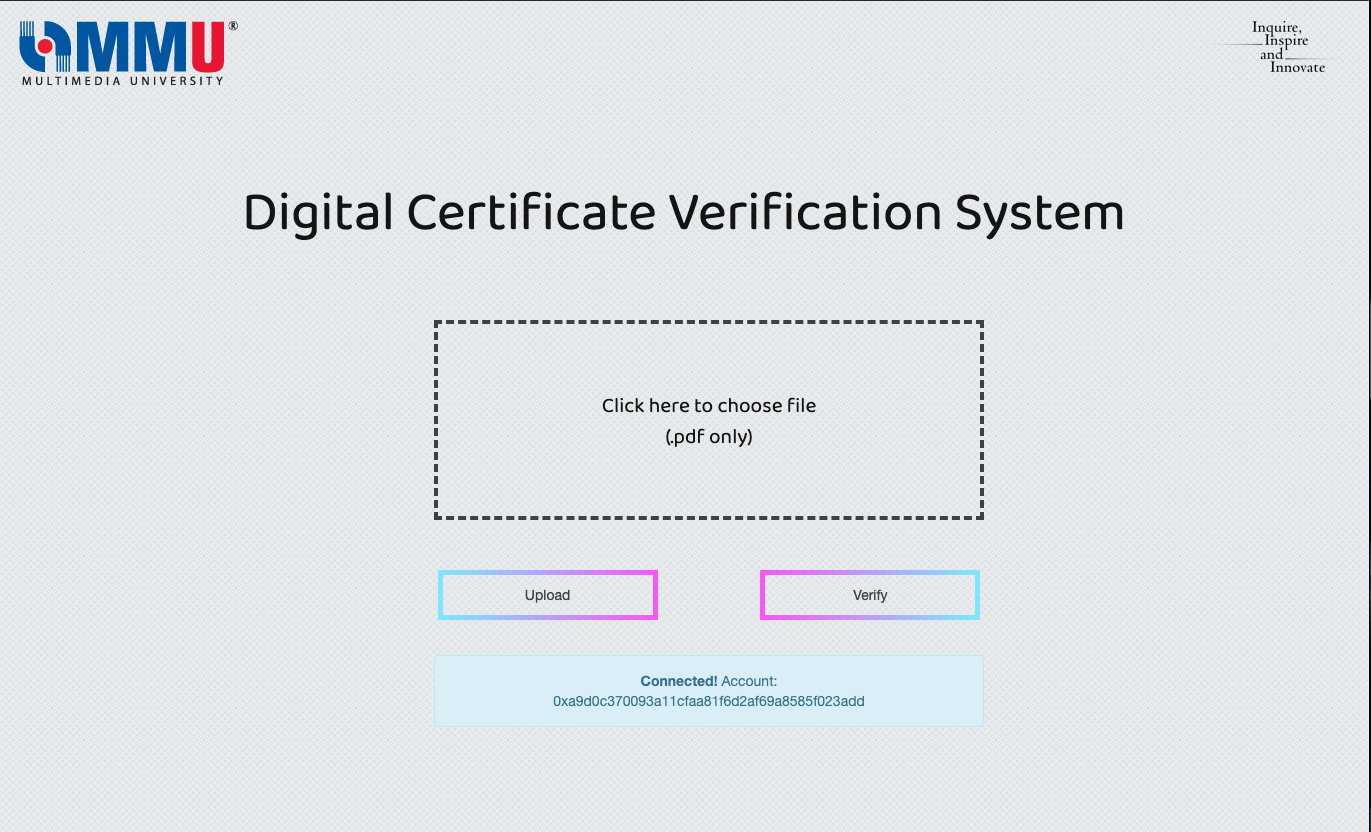 MMU®
MULTIMEDIA UNIVERSITY
Inquire,
Inspire
and
Innovate
Digital Certificate Verification System
Click here to choose file
(.pdf only)
Upload
Verify
Connected! Account:
0xa9d0c370093a11cfaa81f6d2af69a8585f023add